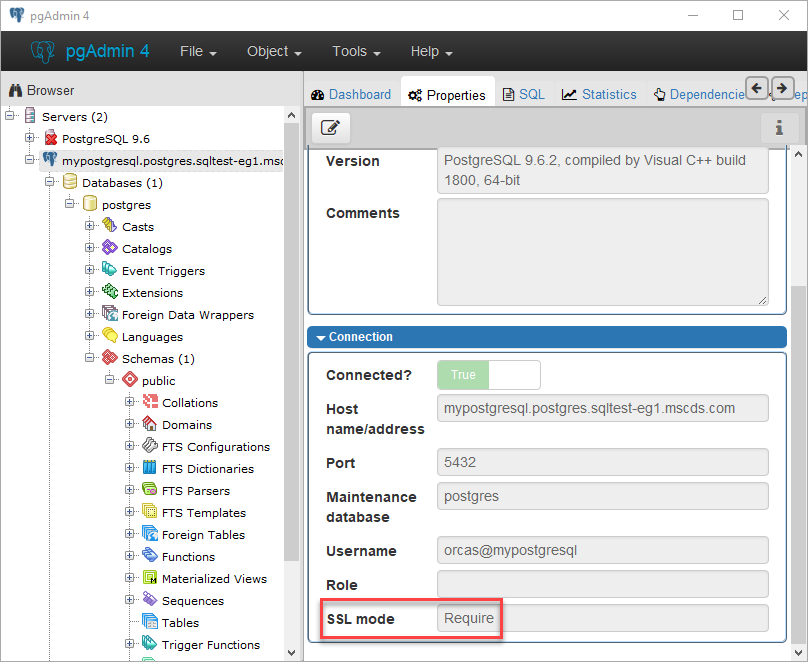 pgAdmin 4
pgAdmin 4 File Object Tools Help
Browser
Servers (2)
PostgreSQL 9.6
mypostgresql.postgres.sqltest-eg1.msc
Databases (1)
postgres
Casts
Catalogs
Event Triggers
Extensions
Foreign Data Wrappers
Languages
Schemas (1)
public
Collations
Domains
FTS Configurations
FTS Dictionaries
FTS Parsers
FTS Templates
Foreign Tables
Functions
Materialized Views
Sequences
Tables
Trigger Functions
Dashboard Properties SQL Statistics Dependencie ep
Version PostgreSQL 9.6.2, compiled by Visual C++ build
1800, 64-bit
Comments
Connection
Connected? True
Host
name/address mypostgresql.postgres.sqltest-eg1.mscds.com
Port 5432
Maintenance
database postgres
Username orcas@mypostgresql
Role
SSL mode Require